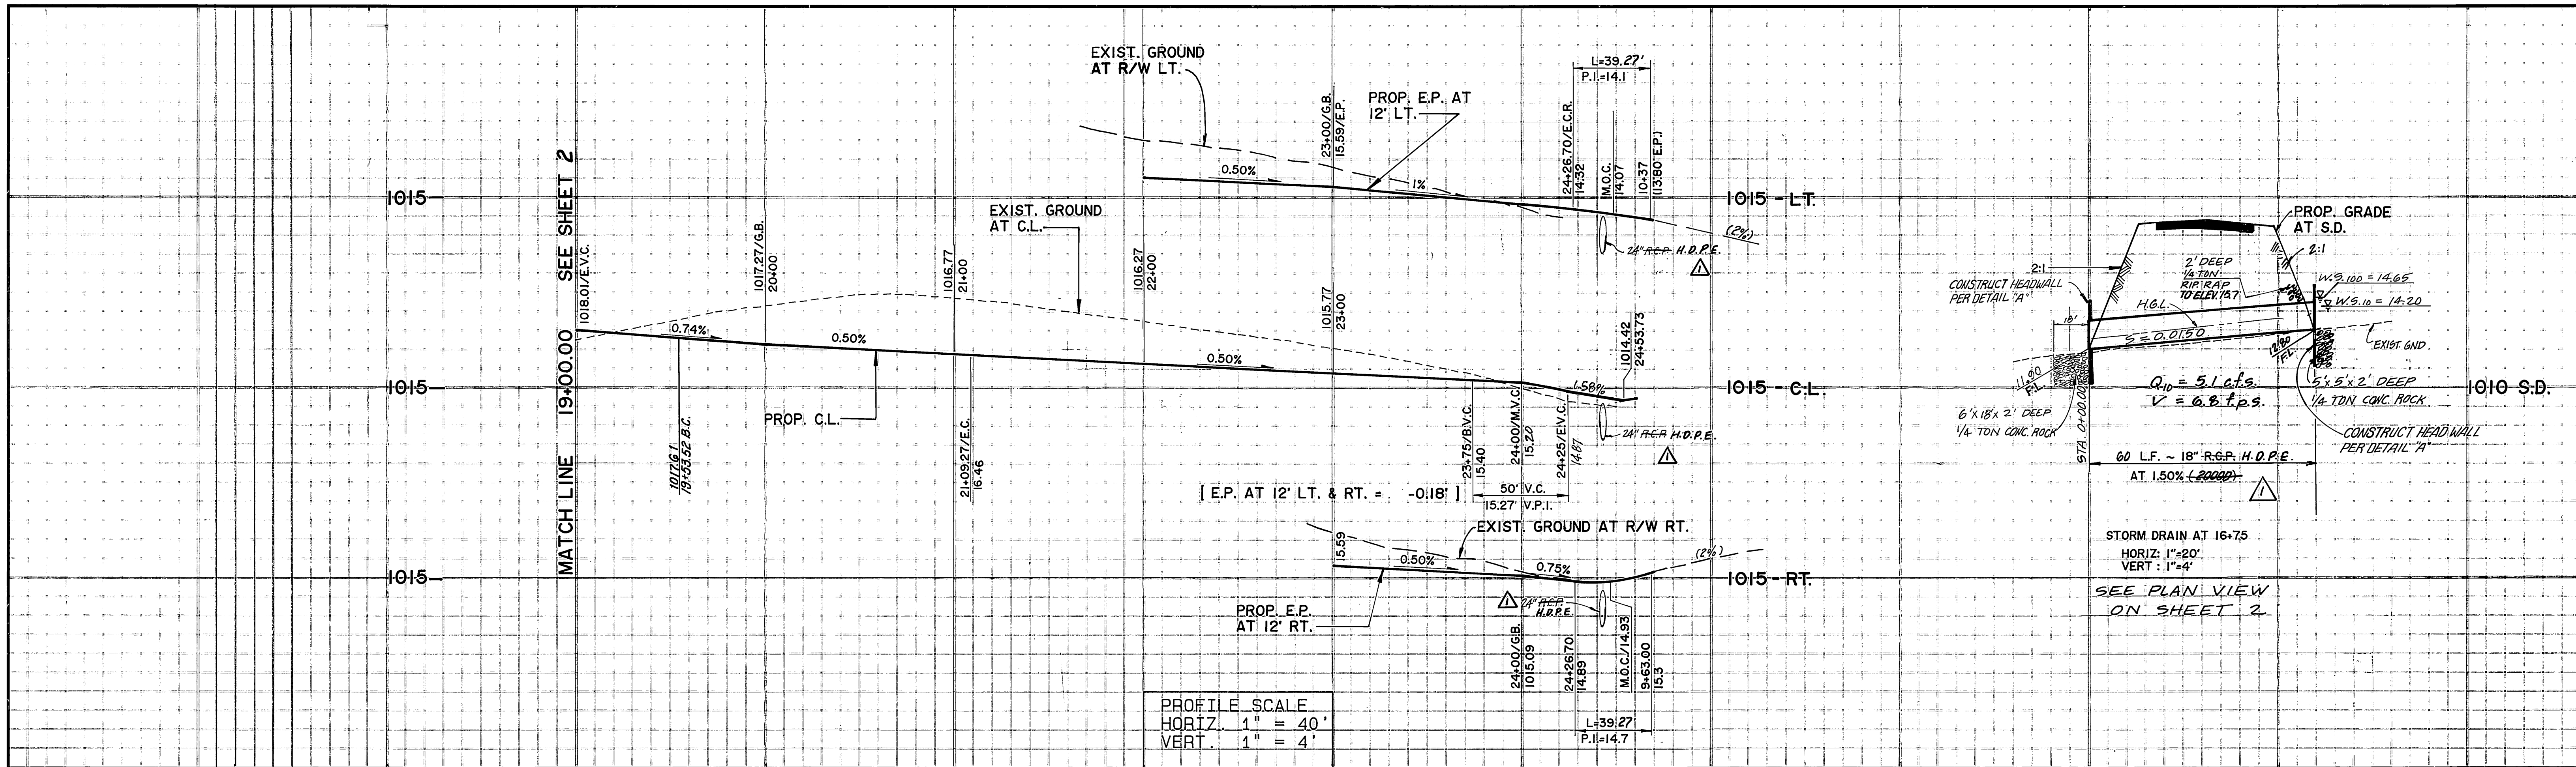 EXIST. GROUND
AT R/W LT.
PROP. E.P. AT
12' LT.
L=39.27'
P.I.=14.1
23+00/G.B.
15.59/E.P.
24+26.70/E.C.R.
14.32
M.O.C.
14.07
10+37
(13.80 E.P.)
0.50%
1%
1015
1015 - LT.
(2%)
24" R.C.P. H.D.P.E.
1
MATCH LINE 19+00.00 SEE SHEET 2
1018.01/E.V.C.
1017.27/G.B.
20+00
1016.77
21+00
EXIST. GROUND
AT C.L.
1016.27
22+00
1015.77
23+00
1014.42
24+53.73
0.74%
0.50%
0.50%
1.58%
1015
1015 - C.L.
PROP. C.L.
1017.61
19+53.52 B.C.
21+09.27/E.C.
16.46
23+75/B.V.C.
15.40
24+00/M.V.C.
15.20
24+25/E.V.C.
14.87
24" R.C.P. H.D.P.E.
1
[ E.P. AT 12' LT. & RT. = -0.18' ]
50' V.C.
15.27' V.P.I.
EXIST. GROUND AT R/W RT.
15.59
0.50%
0.75%
(2%)
1015
1015 - RT.
PROP. E.P.
AT 12' RT.
1
24" R.C.P.
H.D.P.E.
24+00/G.B.
1015.09
24+26.70
14.89
M.O.C./14.93
9+63.00
15.3
L=39.27'
P.I.=14.7
PROFILE SCALE
HORIZ. 1" = 40'
VERT. 1" = 4'
PROP. GRADE
AT S.D.
2:1
2:1
2' DEEP
1/4 TON
RIP RAP
TO ELEV. 15.7
CONSTRUCT HEADWALL
PER DETAIL "A"
W.S.100 = 14.65
W.S.10 = 14.20
H.G.L.
18'
S = 0.0150
12.80
F.L.
EXIST. GND
11.90
F.L.
Q10 = 5.1 c.f.s.
V = 6.8 f.p.s.
5'x5'x2' DEEP
1/4 TON CONC. ROCK
1010 S.D.
6'x18'x2' DEEP
1/4 TON CONC. ROCK
STA. 0+00.00
CONSTRUCT HEAD WALL
PER DETAIL "A"
60 L.F. ~ 18" R.C.P. H.D.P.E.
AT 1.50% (2000D)
1
STORM DRAIN AT 16+75
HORIZ: 1"=20'
VERT : 1"=4'
SEE PLAN VIEW
ON SHEET 2